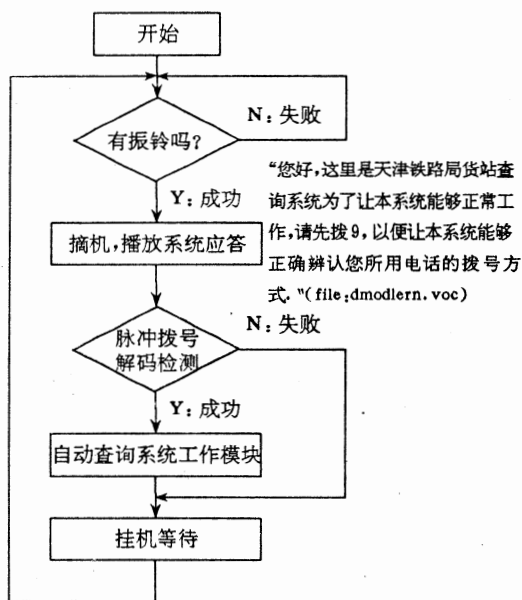 开始
N：失败
有振铃吗？
Y：成功
“您好，这里是天津铁路局货站查
询系统为了让本系统能够正常工
作，请先拨9，以便让本系统能够
正确辨认您所用电话的拨号方
式．”（file：dmodlern．voc）
摘机，播放系统应答
N：失败
脉冲拨号
解码检测
Y：成功
自动查询系统工作模块
挂机等待